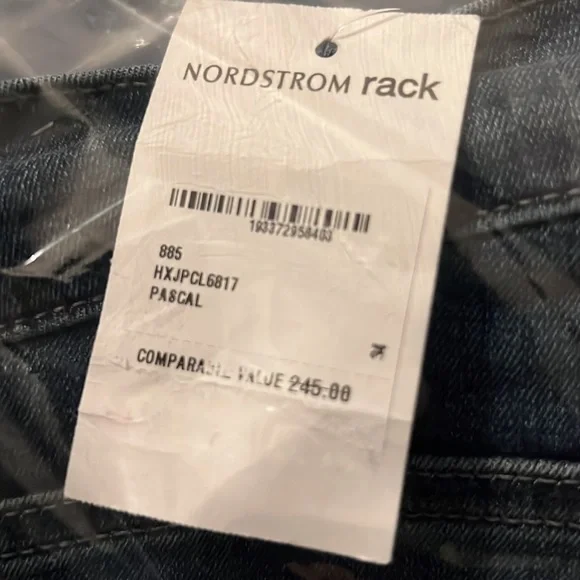 NORDSTROM rack
193372958403
885
HXJPCL6817
PASCAL
COMPARABLE VALUE 245.00